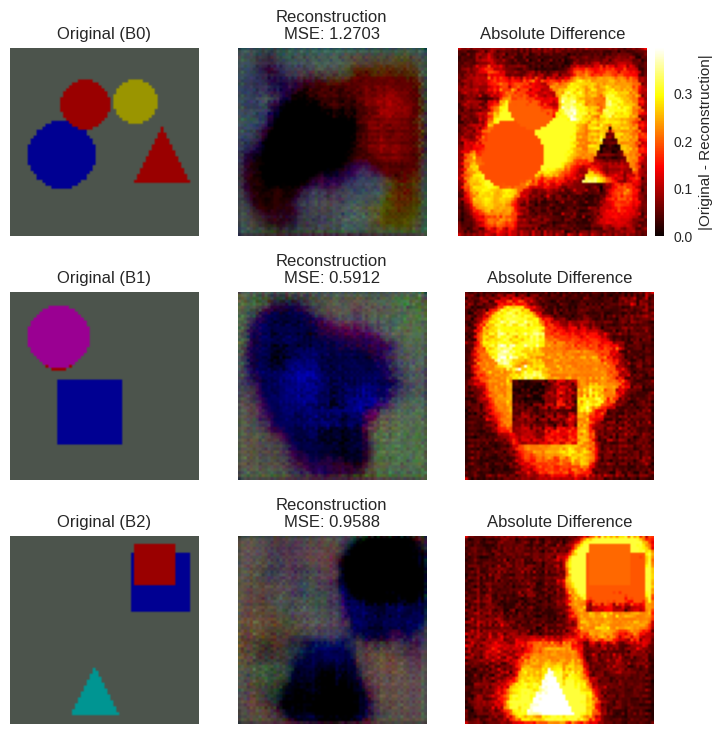 Original (B0)
Reconstruction
MSE: 1.2703
Absolute Difference
0.3
0.2
0.1
0.0
|Original - Reconstruction|
Original (B1)
Reconstruction
MSE: 0.5912
Absolute Difference
Original (B2)
Reconstruction
MSE: 0.9588
Absolute Difference